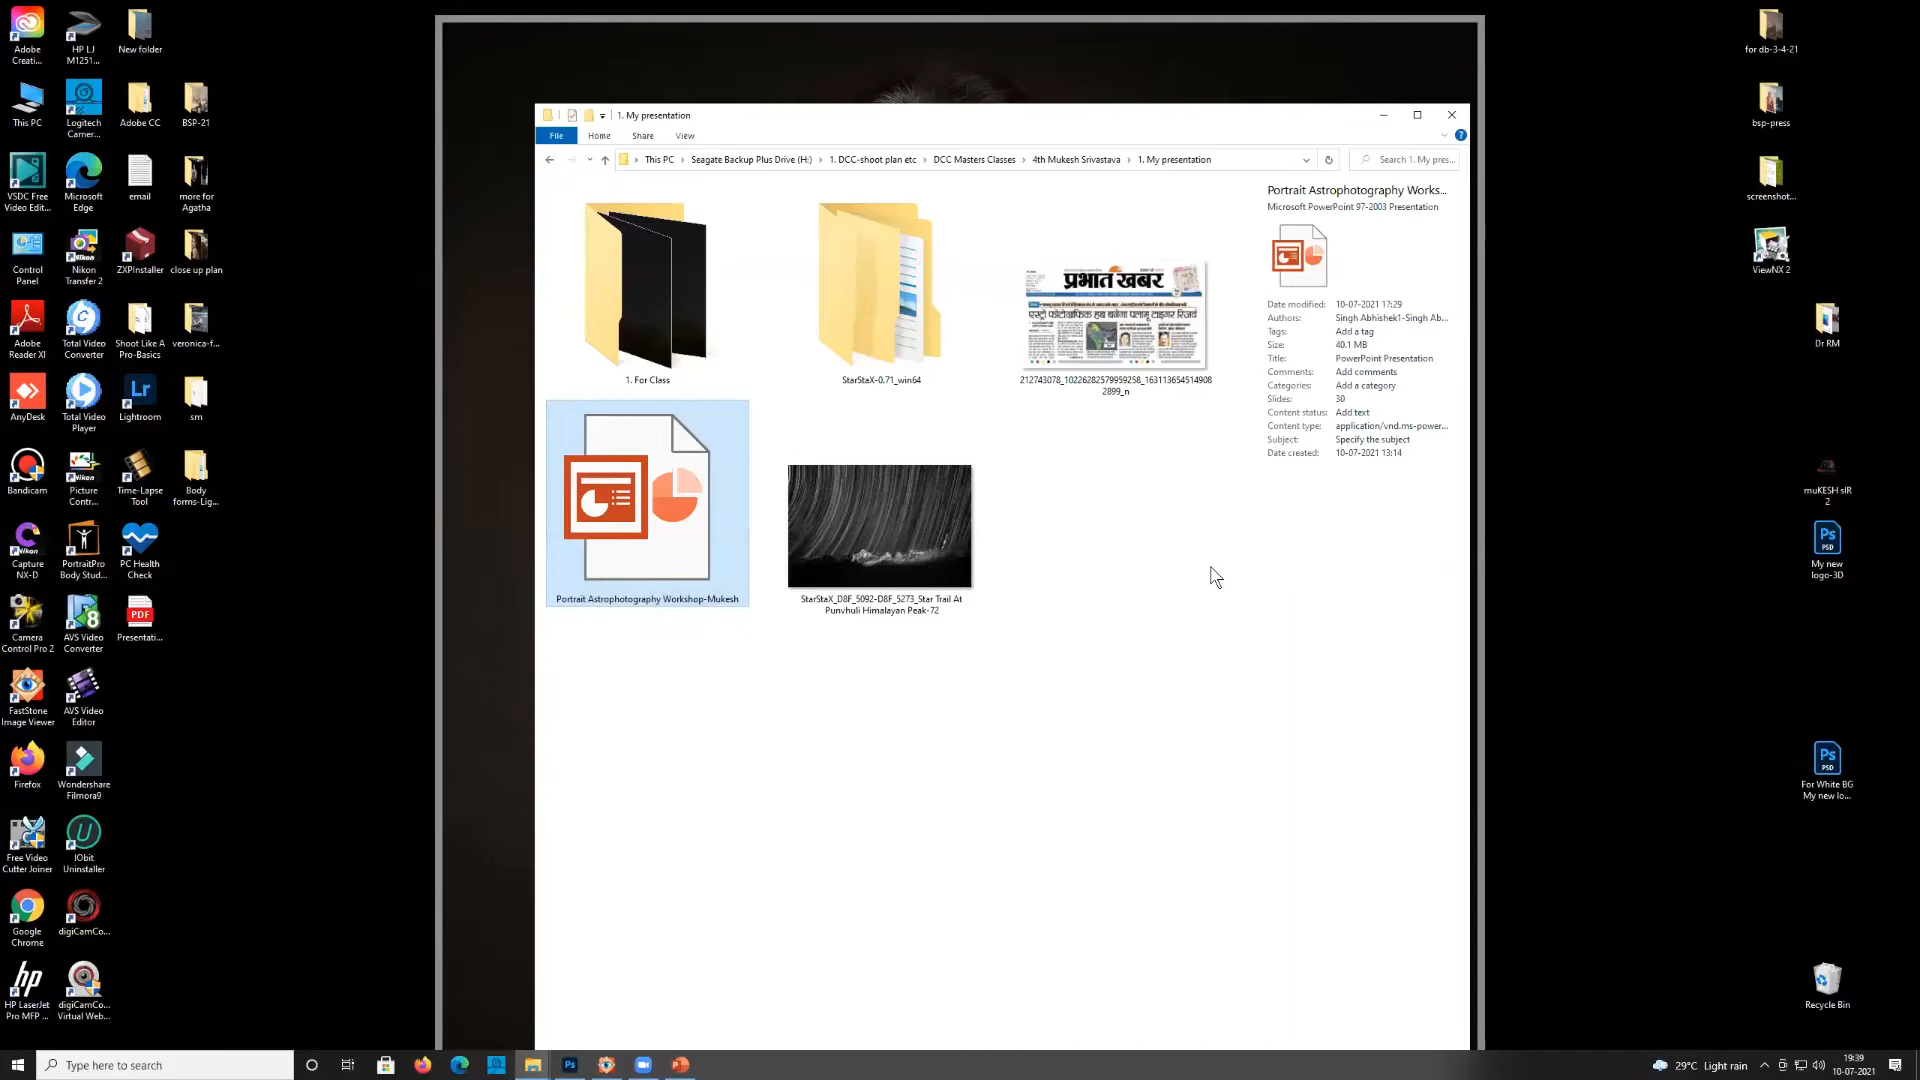 Adobe
Creati...
HP LJ
M1251...
New folder
This PC
Logitech
Camer...
Adobe CC
BSP-21
VSDC Free
Video Edit...
Microsoft
Edge
email
more for
Agatha
Control
Panel
Nikon
Transfer 2
ZXPInstaller
close up plan
Adobe
Reader XI
Total Video
Converter
Shoot Like A
Pro-Basics
veronica-f...
AnyDesk
Total Video
Player
Lightroom
sm
Bandicam
Picture
Contr...
Time-Lapse
Tool
Body
forms-Lig...
Capture
NX-D
PortraitPro
Body Stud...
PC Health
Check
Camera
Control Pro 2
AVS Video
Converter
Presentati...
FastStone
Image Viewer
AVS Video
Editor
Firefox
Wondershare
Filmora9
Free Video
Cutter Joiner
IObit
Uninstaller
Google
Chrome
digiCamCo...
HP LaserJet
Pro MFP ...
digiCamCo...
Virtual Web...
1. My presentation
File Home Share View
This PC › Seagate Backup Plus Drive (H:) › 1. DCC-shoot plan etc › DCC Masters Classes › 4th Mukesh Srivastava › 1. My presentation
Search 1. My pres...
1. For Class
StarStaX-0.71_win64
प्रभात खबर
एस्ट्रो फोटोग्राफिक हब बनेगा पलामू टाइगर रिजर्व
212743078_10226282579959258_163113654514908
2899_n
Portrait Astrophotography Workshop-Mukesh
StarStaX_D8F_5092-D8F_5273_Star Trail At
Punvhuli Himalayan Peak-72
Portrait Astrophotography Works...
Microsoft PowerPoint 97-2003 Presentation
Date modified: 10-07-2021 17:29
Authors: Singh Abhishek1-Singh Ab...
Tags: Add a tag
Size: 40.1 MB
Title: PowerPoint Presentation
Comments: Add comments
Categories: Add a category
Slides: 30
Content status: Add text
Content type: application/vnd.ms-power...
Subject: Specify the subject
Date created: 10-07-2021 13:14
for db-3-4-21
bsp-press
screenshot...
ViewNX 2
Dr RM
muKESH sIR
2
Ps
PSD
My new
logo-3D
Ps
PSD
For White BG
My new lo...
Recycle Bin
Type here to search
29°C Light rain
19:39
10-07-2021